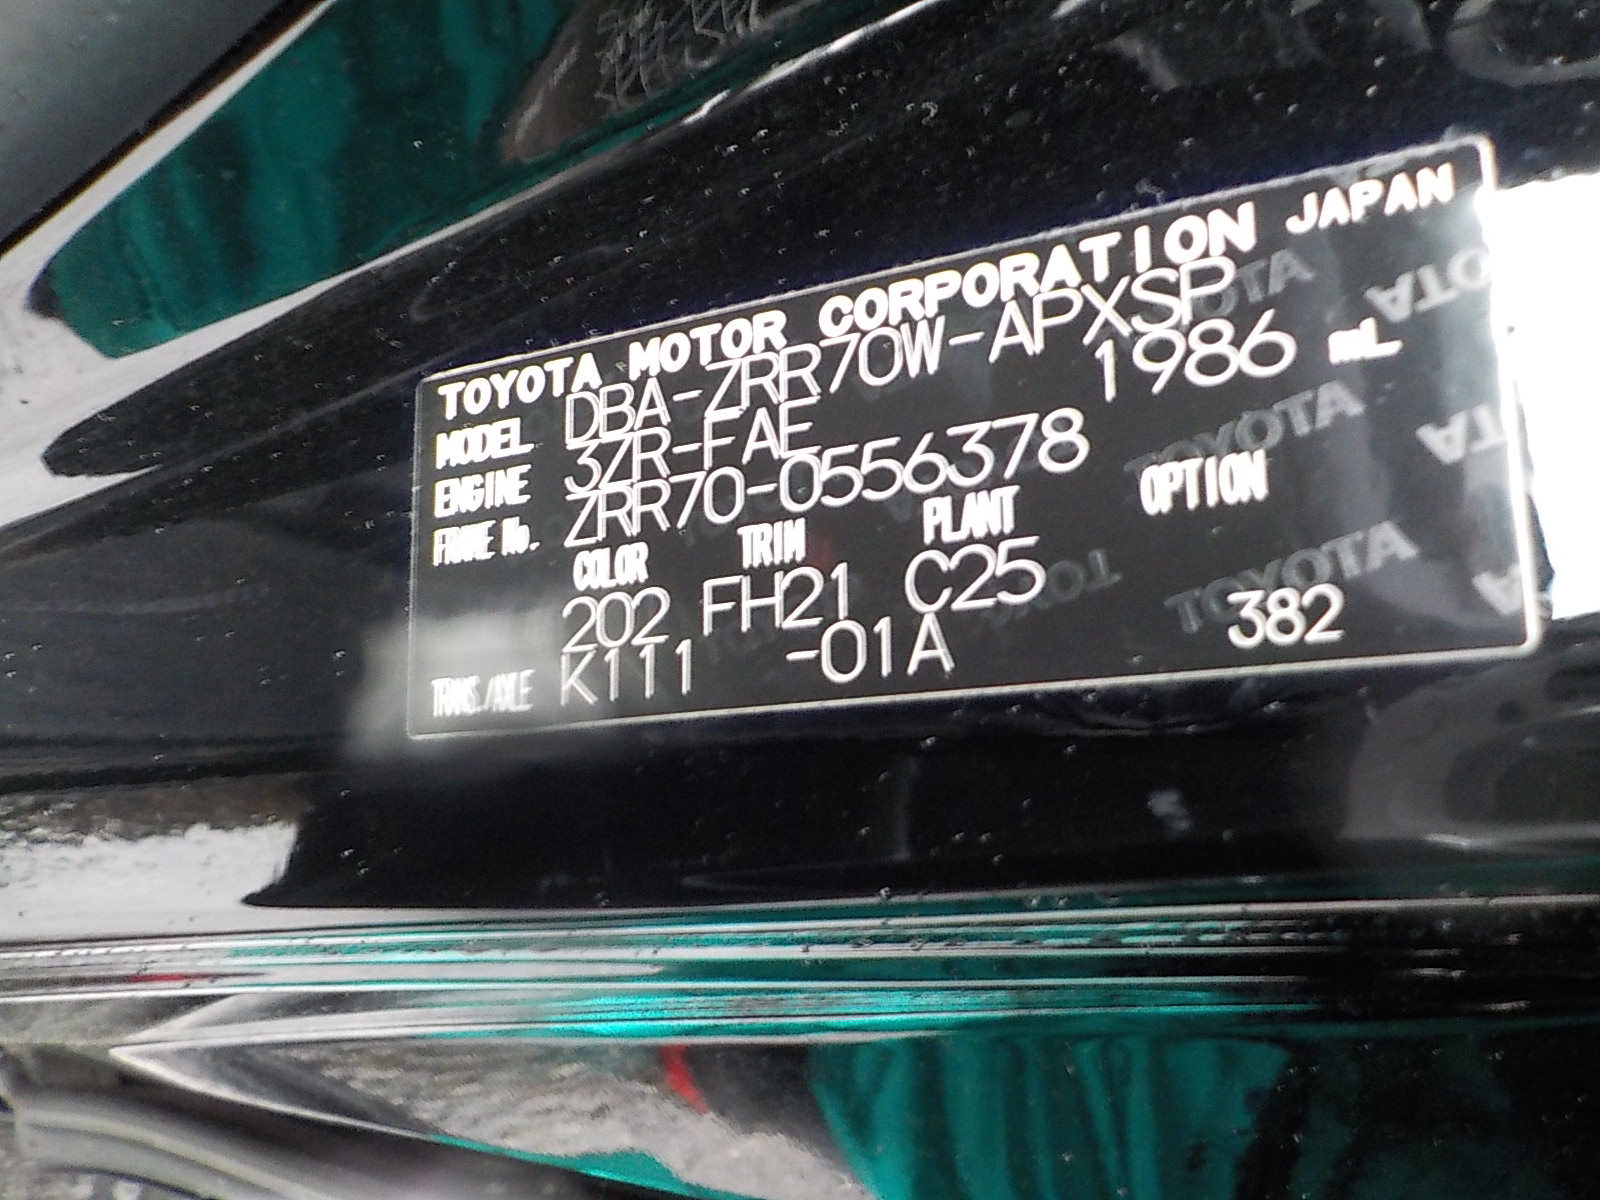 TOYOTA MOTOR CORPORATION JAPAN
MODEL DBA-ZRR70W-APXSP
ENGINE 3ZR-FAE 1986 mL
FRAME No. ZRR70-0556378
COLOR TRIM PLANT OPTION
202 FH21 C25
TRANS./AXLE K111 -01A 382